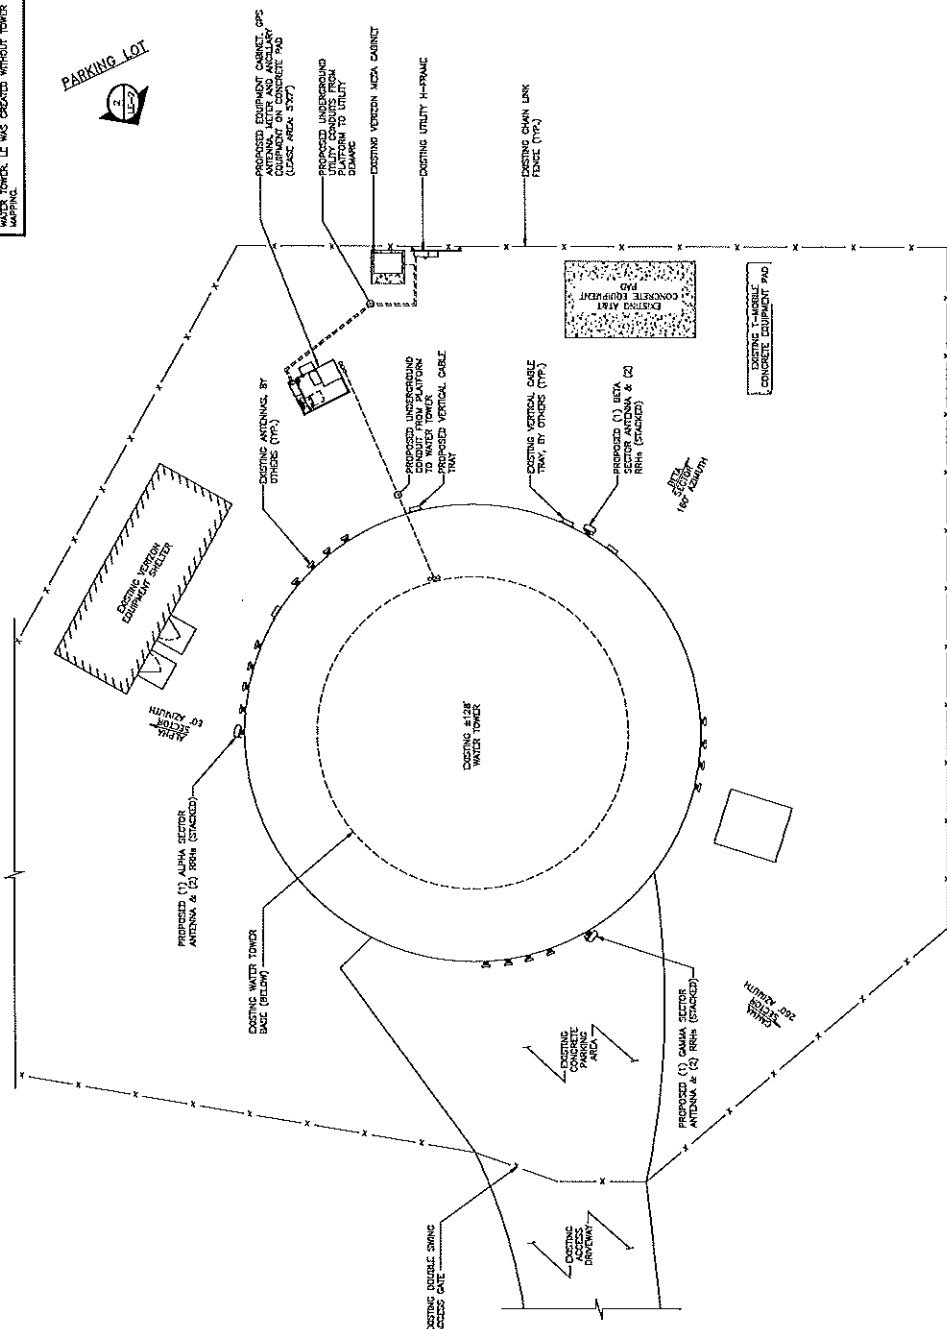 WATER TOWER. LE WAS CREATED WITHOUT TOWER
MAPPING.
PARKING LOT
2
LE-2
PROPOSED EQUIPMENT CABINET, GPS
ANTENNA, METER AND ANCILLARY
EQUIPMENT ON CONCRETE PAD
(LEASE AREA: 5'X7')
PROPOSED UNDERGROUND
UTILITY CONDUITS FROM
PLATFORM TO UTILITY
DEMARC
EXISTING VERIZON MESA CABINET
EXISTING UTILITY H-FRAME
EXISTING CHAIN LINK
FENCE (TYP.)
EXISTING AT&T
CONCRETE EQUIPMENT
PAD
EXISTING T-MOBILE
CONCRETE EQUIPMENT PAD
EXISTING ANTENNAS, BY
OTHERS (TYP.)
PROPOSED UNDERGROUND
CONDUIT FROM PLATFORM
TO WATER TOWER
PROPOSED VERTICAL CABLE
TRAY
EXISTING VERTICAL CABLE
TRAY, BY OTHERS (TYP.)
PROPOSED (1) BETA
SECTOR ANTENNA & (2)
RRHs (STACKED)
BETA
SECTOR
160° AZIMUTH
EXISTING VERIZON
EQUIPMENT SHELTER
ALPHA
SECTOR
60° AZIMUTH
EXISTING ±128'
WATER TOWER
PROPOSED (1) ALPHA SECTOR
ANTENNA & (2) RRHs (STACKED)
EXISTING WATER TOWER
BASE (BELOW)
EXISTING
CONCRETE
PARKING
AREA
PROPOSED (1) GAMMA SECTOR
ANTENNA & (2) RRHs (STACKED)
GAMMA
SECTOR
260° AZIMUTH
EXISTING DOUBLE SWING
ACCESS GATE
EXISTING
ACCESS
DRIVEWAY